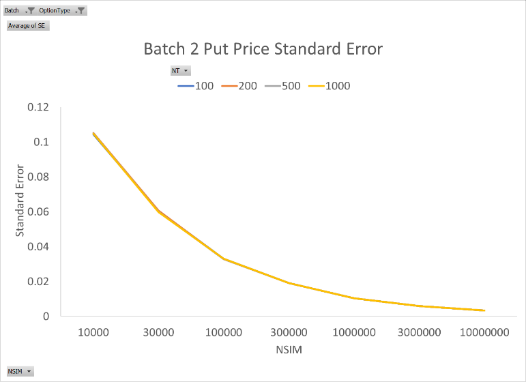 Batch OptionType
Average of SE
Batch 2 Put Price Standard Error
NT
100 200 500 1000
0.12
0.1
0.08
0.06
0.04
0.02
0
Standard Error
10000 30000 100000 300000 1000000 3000000 10000000
NSIM
NSIM